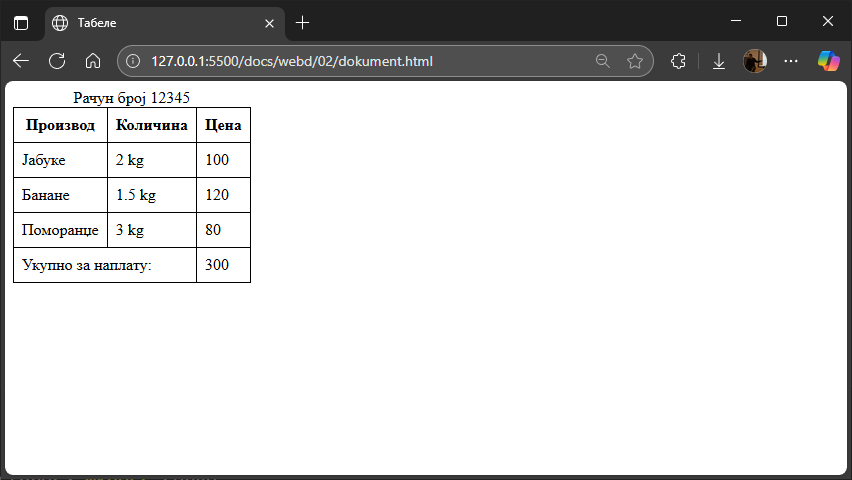 Табеле
127.0.0.1:5500/docs/webd/02/dokument.html
Рачун број 12345
Производ Количина Цена
Јабуке 2 kg 100
Банане 1.5 kg 120
Поморанџе 3 kg 80
Укупно за наплату: 300